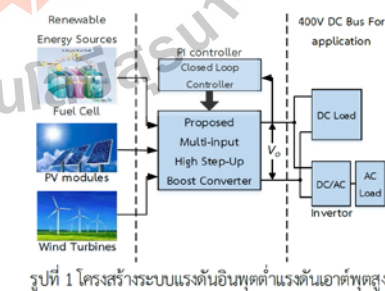 Renewable
Energy Sources
Fuel Cell
PV modules
Wind Turbines
PI controller
Closed Loop
Controller
Proposed
Multi-input
High Step-Up
Boost Converter
Vo
400V DC Bus For
application
DC Load
DC/AC
AC
Load
Invertor
รูปที่ 1 โครงสร้างระบบแรงดันอินพุตต่ำแรงดันเอาต์พุตสูง